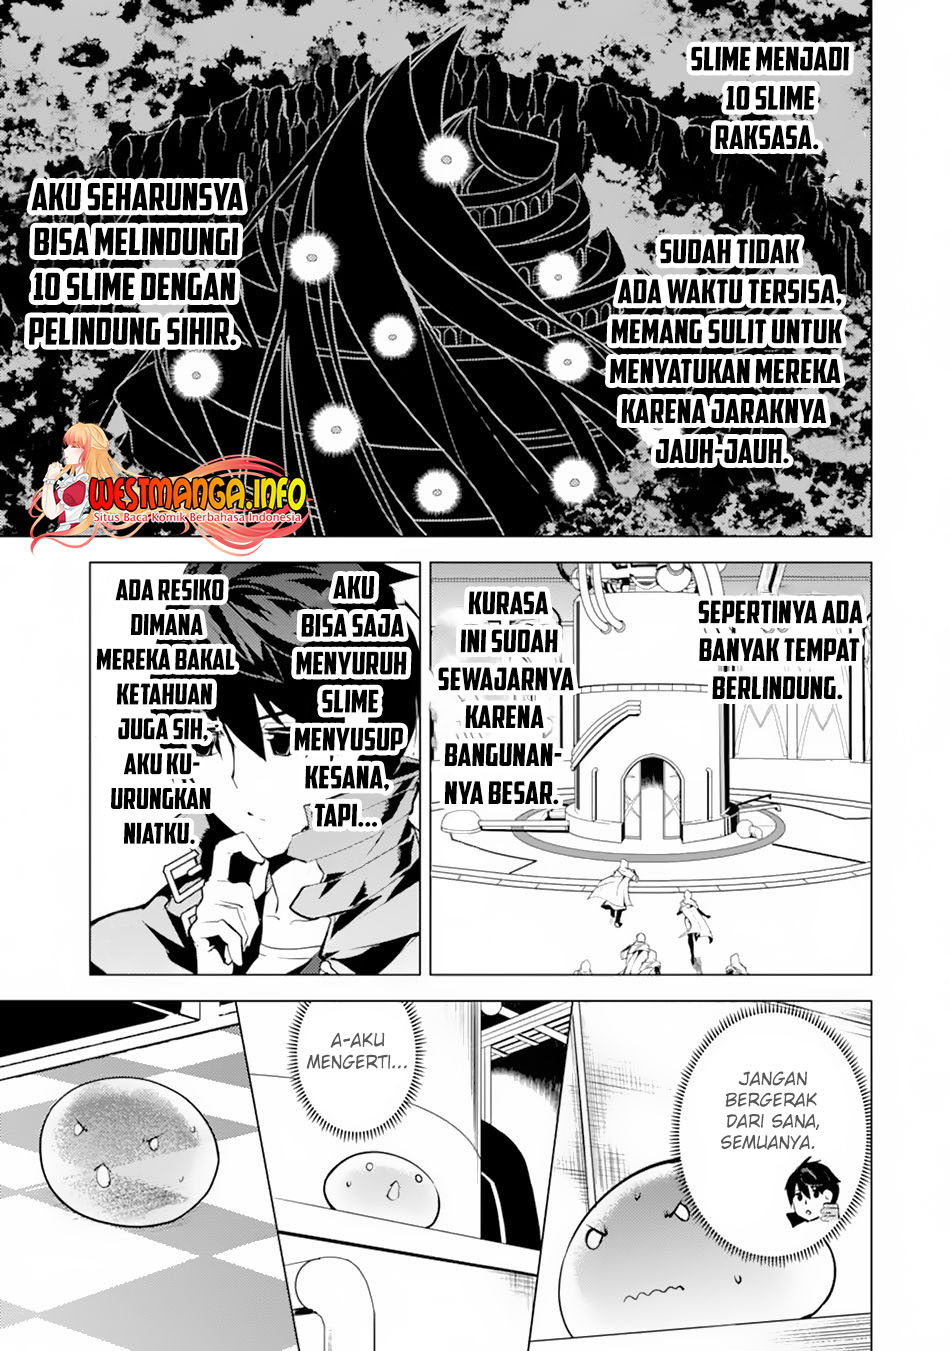 SLIME MENJADI
10 SLIME
RAKSASA.
SUDAH TIDAK
ADA WAKTU TERSISA,
MEMANG SULIT UNTUK
MENYATUKAN MEREKA
KARENA JARAKNYA
JAUH-JAUH.
AKU SEHARUNSYA
BISA MELINDUNGI
10 SLIME DENGAN
PELINDUNG SIHIR.
WESTMANGA.INFO
Situs Baca Komik Berbahasa Indonesia
SEPERTINYA ADA
BANYAK TEMPAT
BERLINDUNG.
KURASA
INI SUDAH
SEWAJARNYA
KARENA
BANGUNAN-
NYA BESAR.
AKU
BISA SAJA
MENYURUH
SLIME
MENYUSUP
KESANA,
TAPI...
ADA RESIKO
DIMANA
MEREKA BAKAL
KETAHUAN
JUGA SIH,
AKU KU-
URUNGKAN
NIATKU.
JANGAN
BERGERAK
DARI SANA,
SEMUANYA.
A-AKU
MENGERTI...